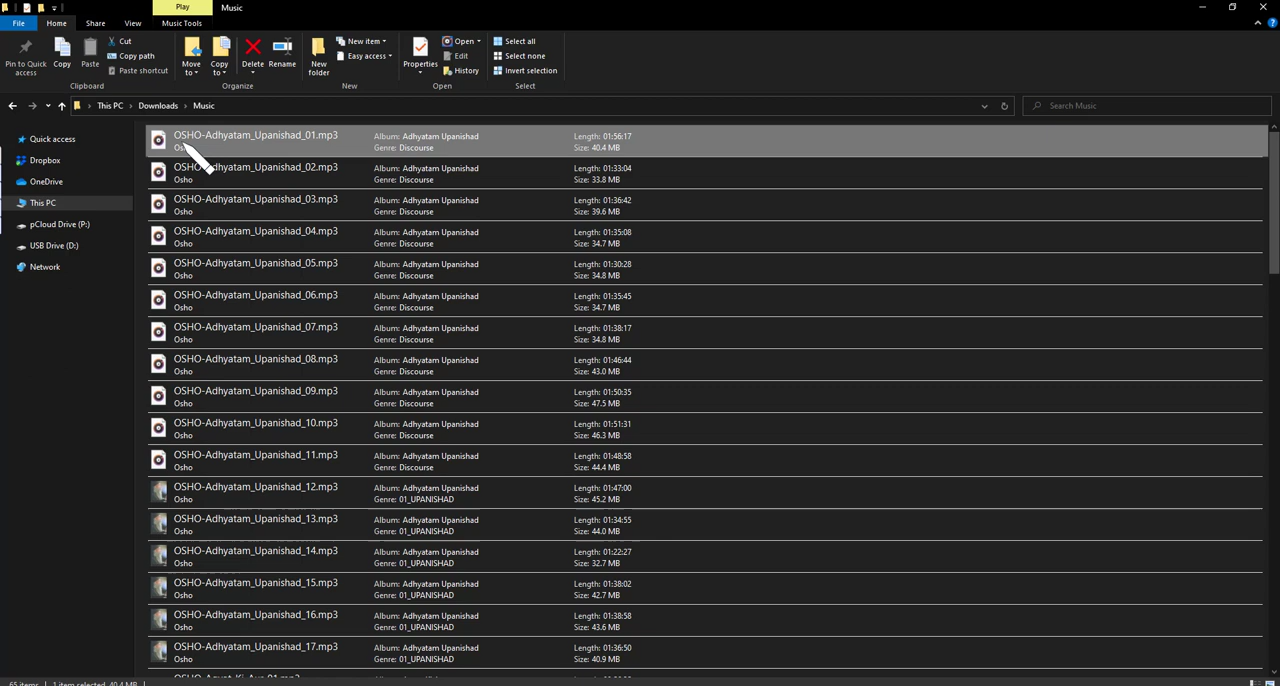 Play
Music
File
Home
Share
View
Music Tools
Pin to Quick access
Copy
Paste
Cut
Copy path
Paste shortcut
Clipboard
Move to
Copy to
Delete
Rename
Organize
New folder
New item
Easy access
New
Properties
Open
Edit
History
Open
Select all
Select none
Invert selection
Select
This PC
Downloads
Music
Search Music
Quick access
Dropbox
OneDrive
This PC
pCloud Drive (P:)
USB Drive (D:)
Network
OSHO-Adhyatam_Upanishad_01.mp3 Album: Adhyatam Upanishad Length: 01:56:17
Genre: Discourse Size: 40.4 MB
OSHO-Adhyatam_Upanishad_02.mp3 Album: Adhyatam Upanishad Length: 01:33:04
Osho Genre: Discourse Size: 33.8 MB
OSHO-Adhyatam_Upanishad_03.mp3 Album: Adhyatam Upanishad Length: 01:36:42
Osho Genre: Discourse Size: 39.6 MB
OSHO-Adhyatam_Upanishad_04.mp3 Album: Adhyatam Upanishad Length: 01:35:08
Osho Genre: Discourse Size: 34.7 MB
OSHO-Adhyatam_Upanishad_05.mp3 Album: Adhyatam Upanishad Length: 01:30:28
Osho Genre: Discourse Size: 34.8 MB
OSHO-Adhyatam_Upanishad_06.mp3 Album: Adhyatam Upanishad Length: 01:35:45
Osho Genre: Discourse Size: 34.7 MB
OSHO-Adhyatam_Upanishad_07.mp3 Album: Adhyatam Upanishad Length: 01:38:17
Osho Genre: Discourse Size: 34.8 MB
OSHO-Adhyatam_Upanishad_08.mp3 Album: Adhyatam Upanishad Length: 01:46:44
Osho Genre: Discourse Size: 43.0 MB
OSHO-Adhyatam_Upanishad_09.mp3 Album: Adhyatam Upanishad Length: 01:50:35
Osho Genre: Discourse Size: 47.5 MB
OSHO-Adhyatam_Upanishad_10.mp3 Album: Adhyatam Upanishad Length: 01:51:31
Osho Genre: Discourse Size: 46.3 MB
OSHO-Adhyatam_Upanishad_11.mp3 Album: Adhyatam Upanishad Length: 01:48:58
Osho Genre: Discourse Size: 44.4 MB
OSHO-Adhyatam_Upanishad_12.mp3 Album: Adhyatam Upanishad Length: 01:47:00
Osho Genre: 01_UPANISHAD Size: 45.2 MB
OSHO-Adhyatam_Upanishad_13.mp3 Album: Adhyatam Upanishad Length: 01:34:55
Osho Genre: 01_UPANISHAD Size: 44.0 MB
OSHO-Adhyatam_Upanishad_14.mp3 Album: Adhyatam Upanishad Length: 01:22:27
Osho Genre: 01_UPANISHAD Size: 32.7 MB
OSHO-Adhyatam_Upanishad_15.mp3 Album: Adhyatam Upanishad Length: 01:38:02
Osho Genre: 01_UPANISHAD Size: 42.7 MB
OSHO-Adhyatam_Upanishad_16.mp3 Album: Adhyatam Upanishad Length: 01:38:58
Osho Genre: 01_UPANISHAD Size: 43.6 MB
OSHO-Adhyatam_Upanishad_17.mp3 Album: Adhyatam Upanishad Length: 01:36:50
Osho Genre: 01_UPANISHAD Size: 40.9 MB
65 items 1 item selected 40.4 MB